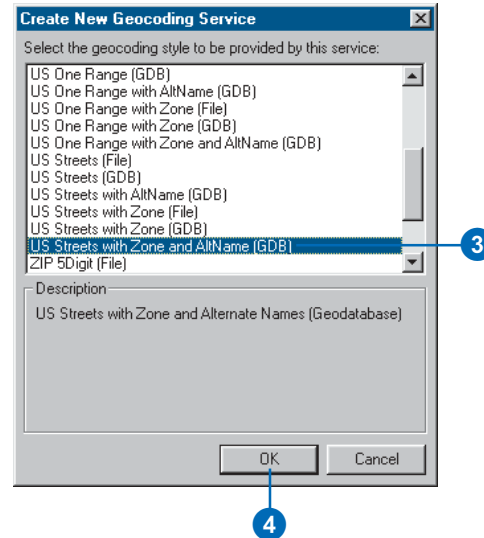 Create New Geocoding Service
Select the geocoding style to be provided by this service:
US One Range (GDB)
US One Range with AltName (GDB)
US One Range with Zone (File)
US One Range with Zone (GDB)
US One Range with Zone and AltName (GDB)
US Streets (File)
US Streets (GDB)
US Streets with AltName (GDB)
US Streets with Zone (File)
US Streets with Zone (GDB)
US Streets with Zone and AltName (GDB)
3
ZIP 5Digit (File)
Description
US Streets with Zone and Alternate Names (Geodatabase)
OK
Cancel
4